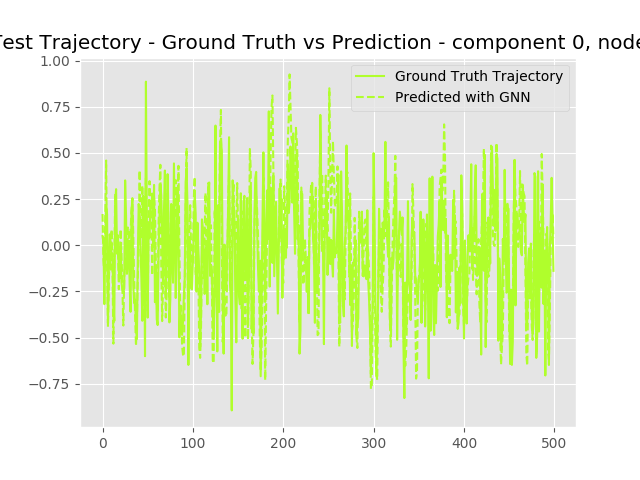 Test Trajectory - Ground Truth vs Prediction - component 0, node
1.00
0.75
0.50
0.25
0.00
−0.25
−0.50
−0.75
Ground Truth Trajectory
Predicted with GNN
0 100 200 300 400 500